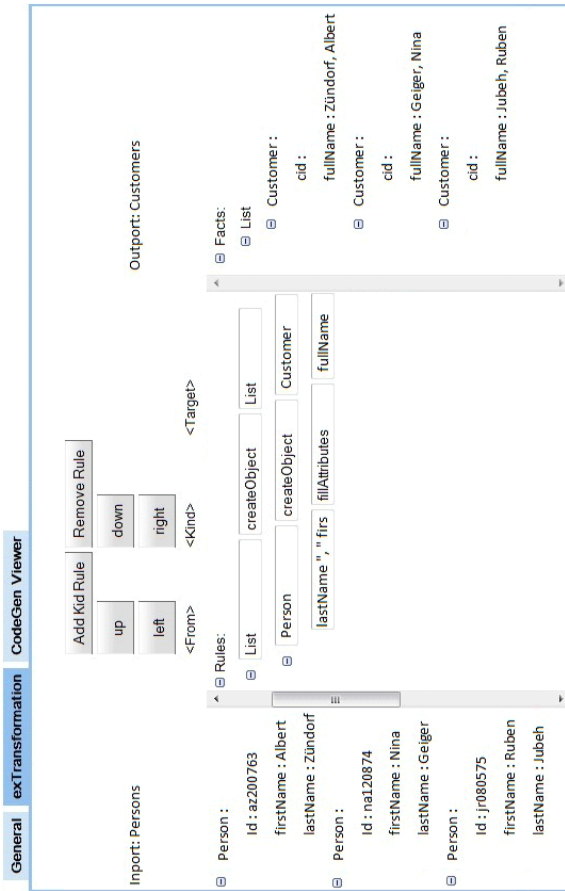 General exTransformation CodeGen Viewer
Inport: Persons
Add Kid Rule Remove Rule
Outport: Customers
up down
left right
<From> <Kind> <Target>
Person :
Id : az200763
firstName : Albert
lastName : Zündorf
Person :
Id : na120874
firstName : Nina
lastName : Geiger
Person :
Id : jr080575
firstName : Ruben
lastName : Jubeh
Rules:
List createObject List
Person createObject Customer
lastName ", " firs fillAttributes fullName
Facts:
List
Customer :
cid :
fullName : Zündorf, Albert
Customer :
cid :
fullName : Geiger, Nina
Customer :
cid :
fullName : Jubeh, Ruben